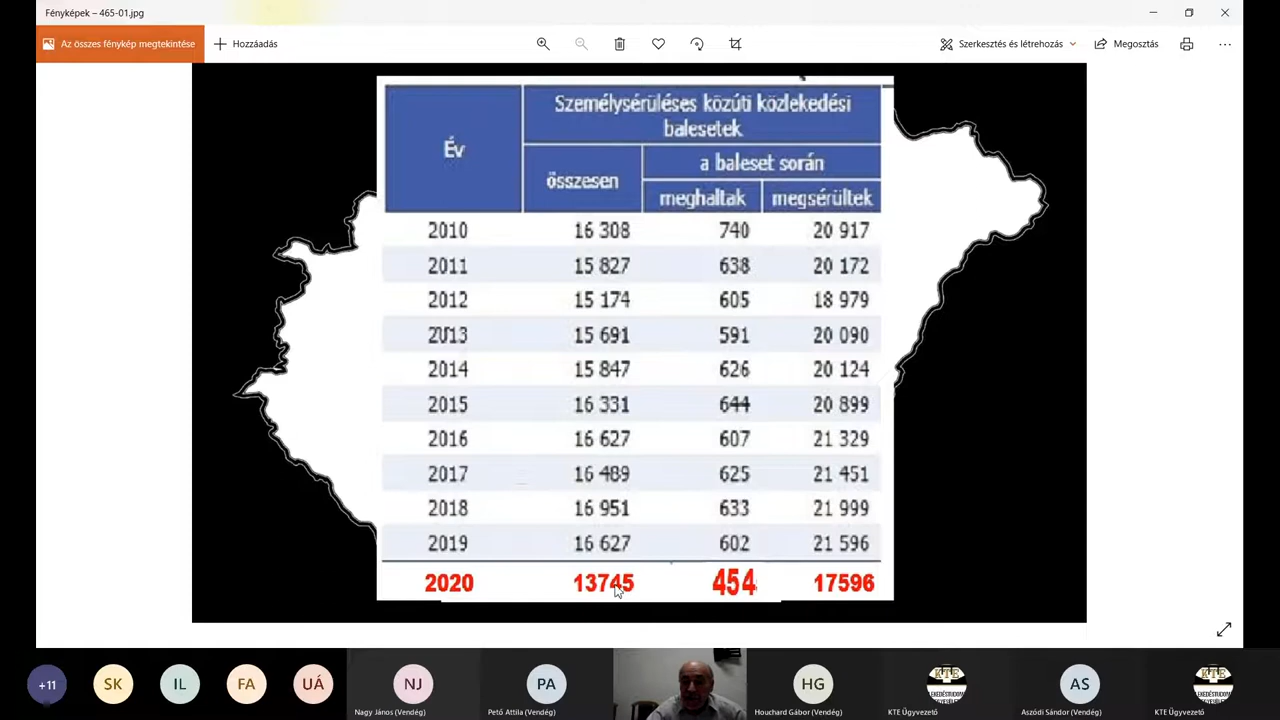 Fényképek – 465-01.jpg
Az összes fénykép megtekintése
Hozzáadás
Szerkesztés és létrehozás
Megosztás
Személysérüléses közúti közlekedési
balesetek
Év
összesen
a baleset során
meghaltak megsérültek
2010 16 308 740 20 917
2011 15 827 638 20 172
2012 15 174 605 18 979
2013 15 691 591 20 090
2014 15 847 626 20 124
2015 16 331 644 20 899
2016 16 627 607 21 329
2017 16 489 625 21 451
2018 16 951 633 21 999
2019 16 627 602 21 596
2020 13745 454 17596
+11 SK IL FA UÁ NJ PA HG KTE AS KTE
Nagy János (Vendég) Pető Attila (Vendég) Houchard Gábor (Vendég) KTE Ügyvezető Aszódi Sándor (Vendég) KTE Ügyvezető